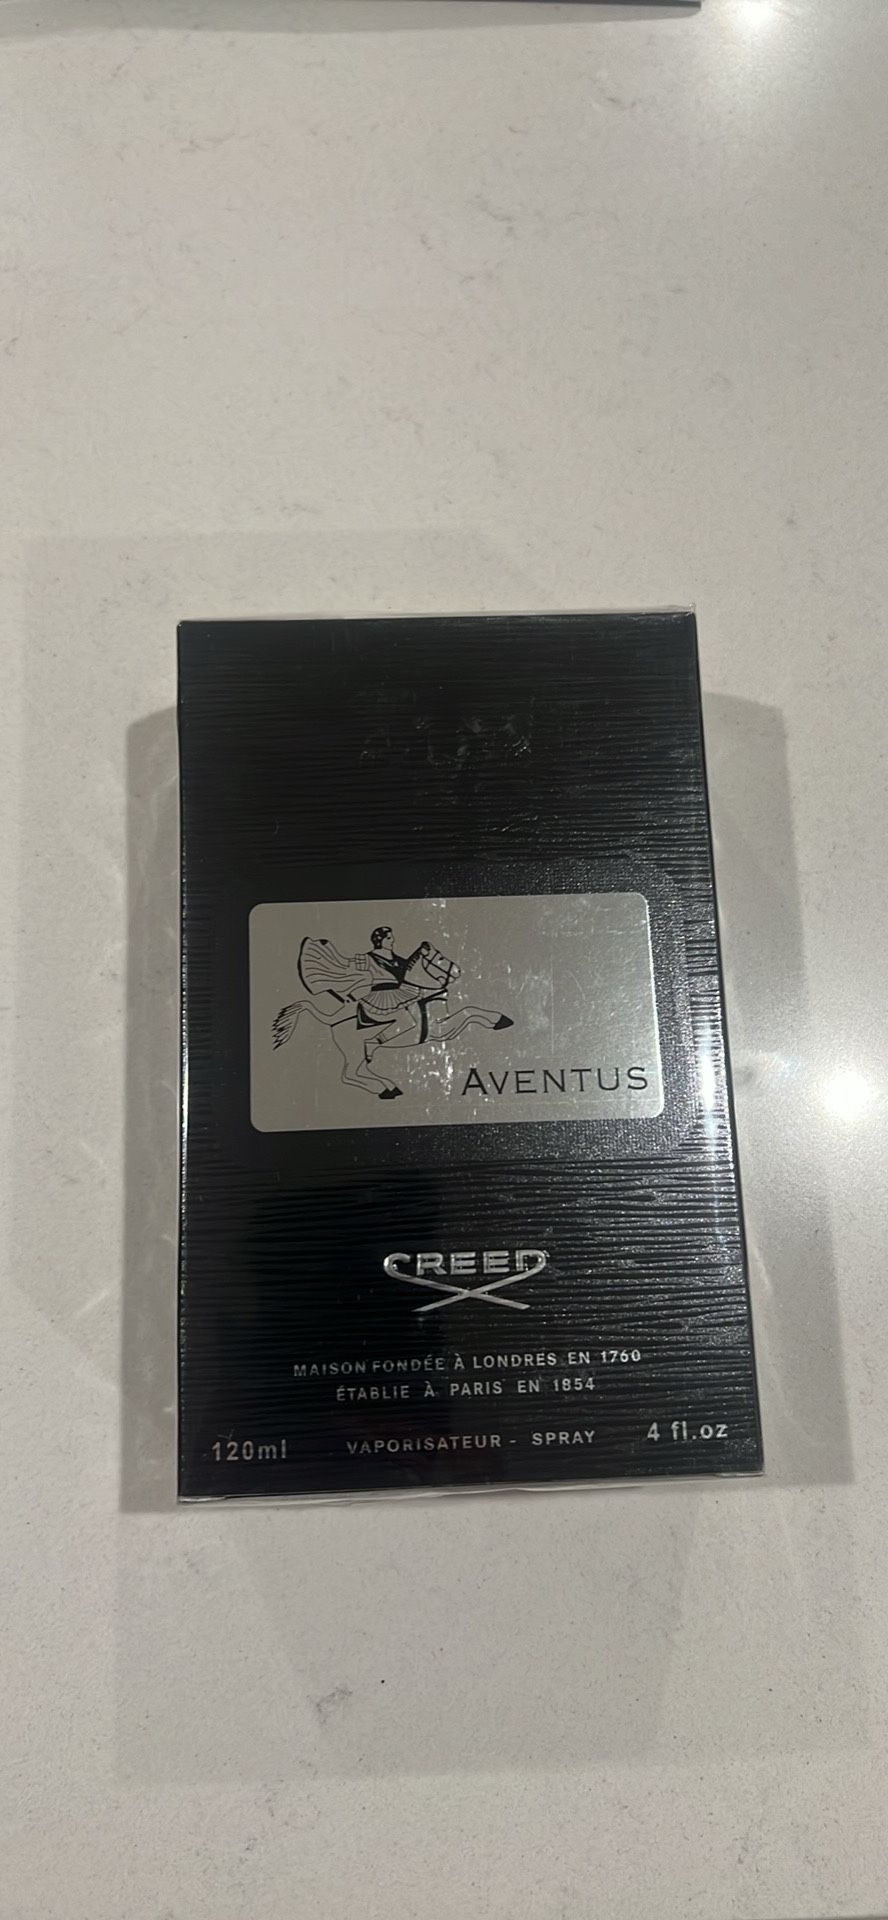 AVENTUS
CREED
MAISON FONDÉE À LONDRES EN 1760
ÉTABLIE À PARIS EN 1854
120ml VAPORISATEUR - SPRAY 4 fl.oz